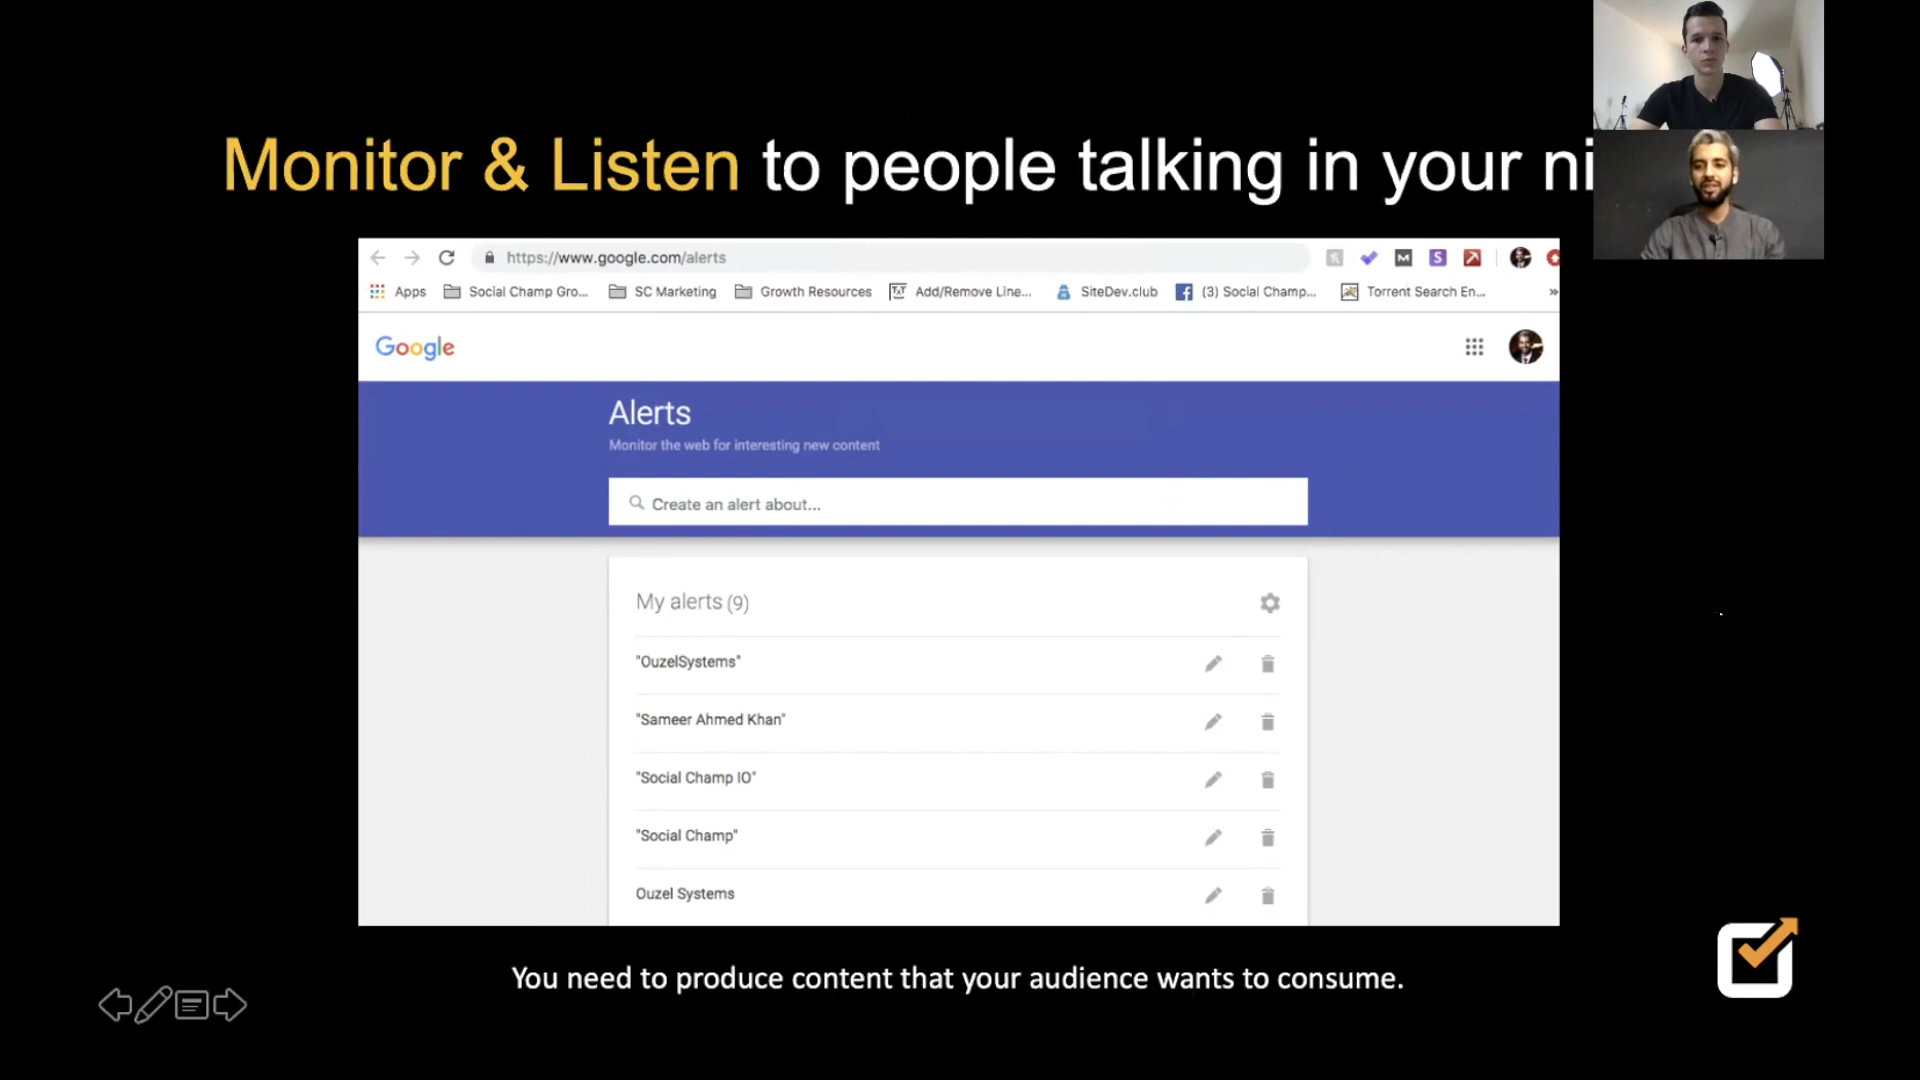 Monitor & Listen to people talking in your ni
https://www.google.com/alerts
Apps Social Champ Gro... SC Marketing Growth Resources Add/Remove Line... SiteDev.club (3) Social Champ... Torrent Search En... »
Google
Alerts
Monitor the web for interesting new content
Create an alert about...
My alerts (9)
"OuzelSystems"
"Sameer Ahmed Khan"
"Social Champ IO"
"Social Champ"
Ouzel Systems
You need to produce content that your audience wants to consume.